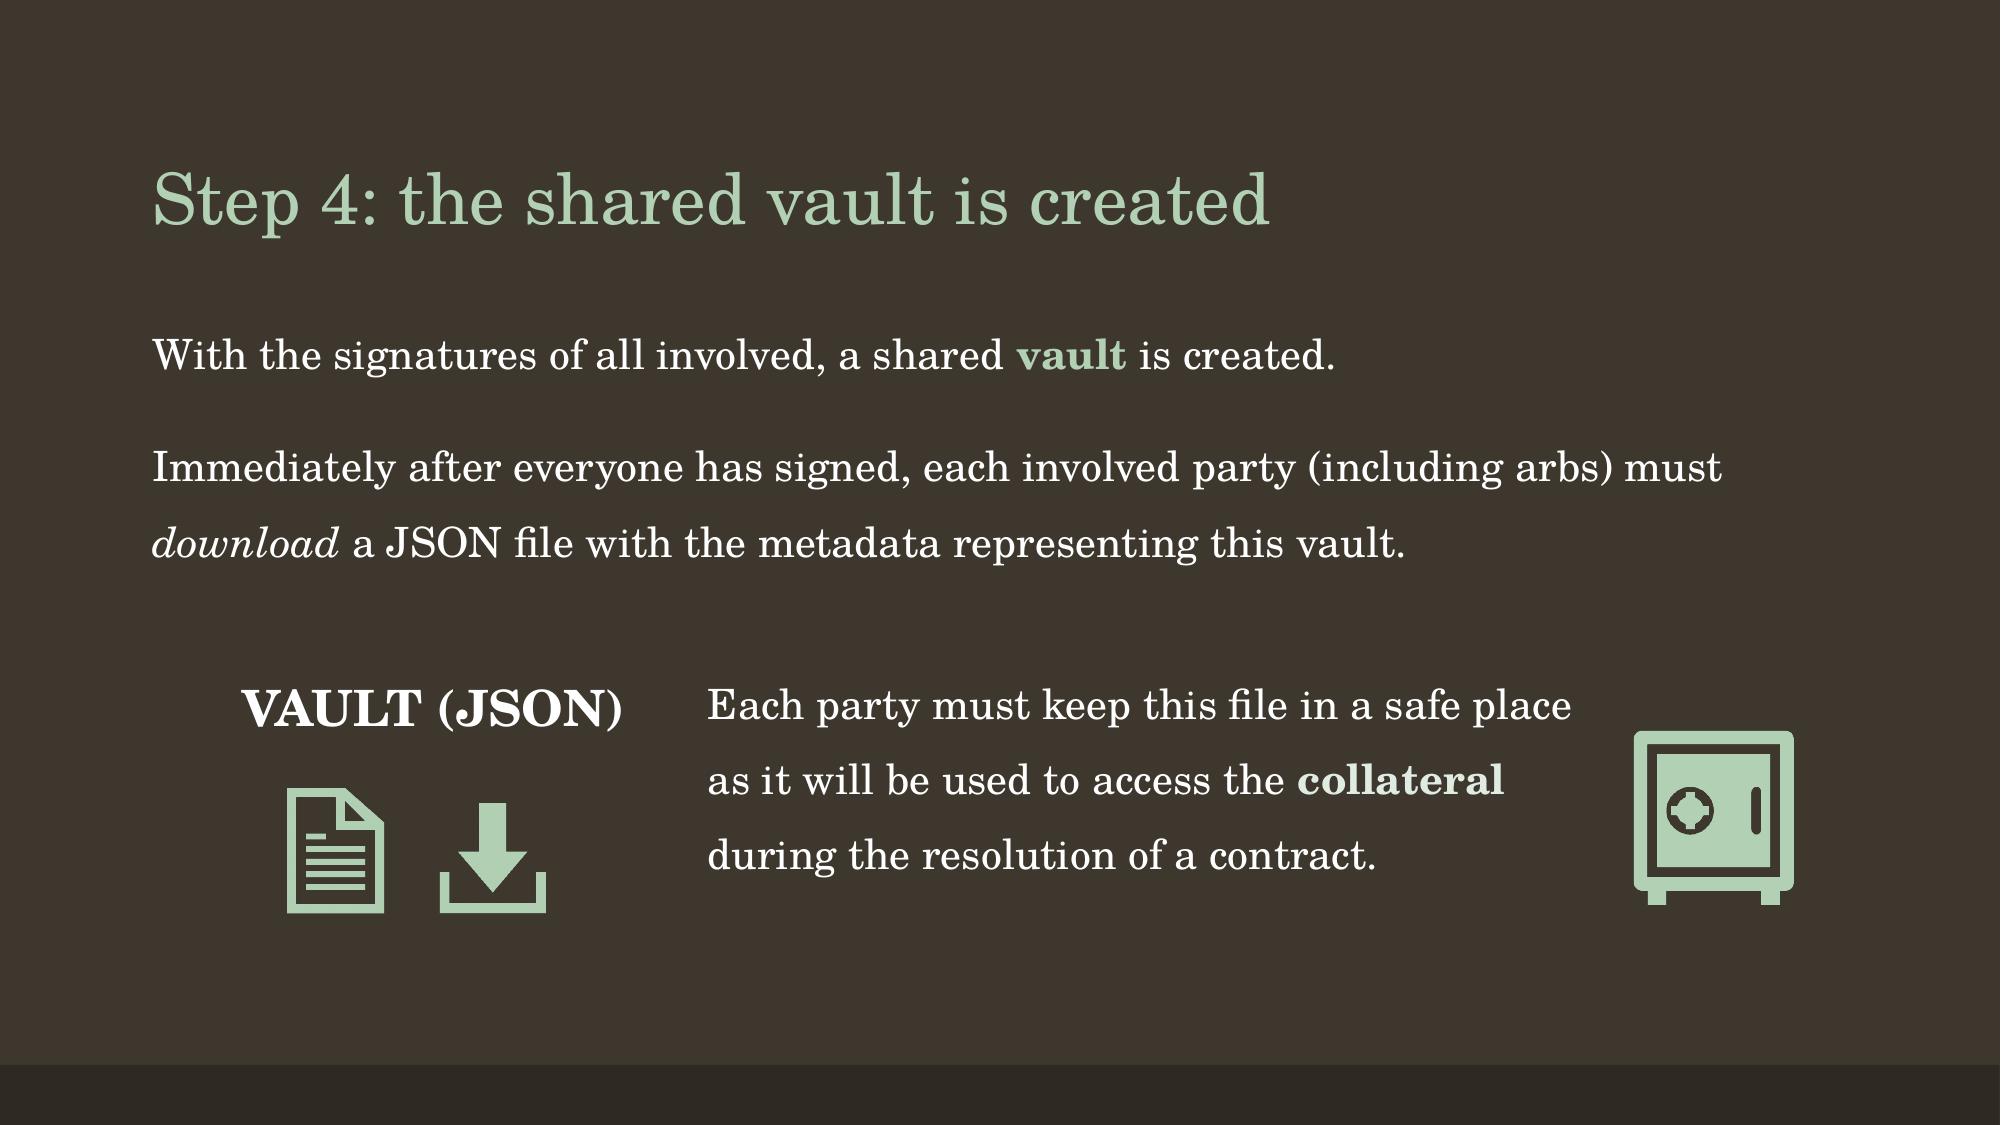 Step 4: the shared vault is created
With the signatures of all involved, a shared vault is created.
Immediately after everyone has signed, each involved party (including arbs) must
download a JSON file with the metadata representing this vault.
VAULT (JSON)
Each party must keep this file in a safe place
as it will be used to access the collateral
during the resolution of a contract.